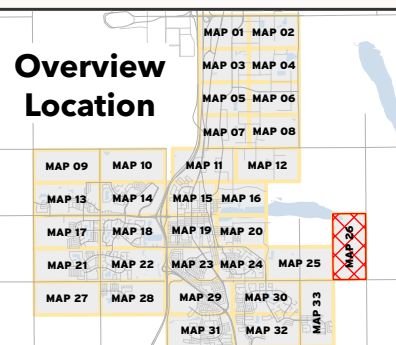 Overview
Location
MAP 01 MAP 02
MAP 03 MAP 04
MAP 05 MAP 06
MAP 07 MAP 08
MAP 09 MAP 10 MAP 11 MAP 12
MAP 13 MAP 14 MAP 15 MAP 16
MAP 17 MAP 18 MAP 19 MAP 20
MAP 21 MAP 22 MAP 23 MAP 24 MAP 25 MAP 26
MAP 27 MAP 28 MAP 29 MAP 30 MAP 33
MAP 31 MAP 32